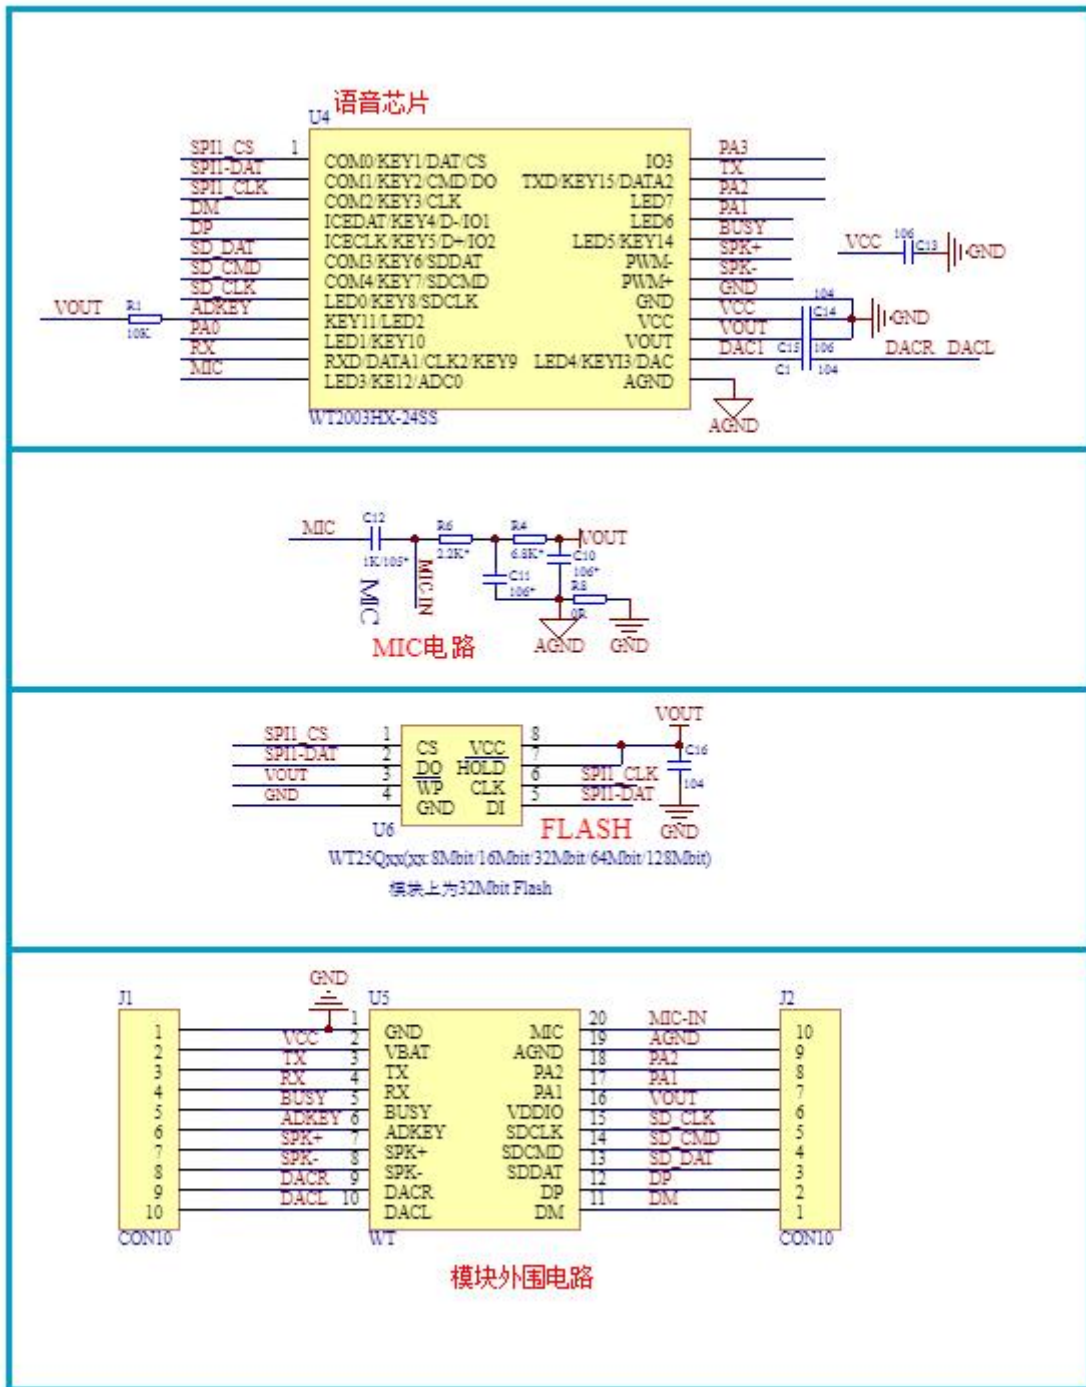 语音芯片
U4
SPI1_CS 1 COM0/KEY1/DAT/CS IO3 PA3
SPI1-DAT COM1/KEY2/CMD/DO TXD/KEY15/DATA2 TX
SPI1_CLK COM2/KEY3/CLK LED7 PA2
DM ICEDAT/KEY4/D-/IO1 LED6 PA1
DP ICECLK/KEY5/D+/IO2 LED5/KEY14 BUSY
SD_DAT COM3/KEY6/SDDAT PWM- SPK+
SD_CMD COM4/KEY7/SDCMD PWM+ SPK-
SD_CLK LED0/KEY8/SDCLK GND GND
VOUT R1 10K ADKEY KEY11/LED2 VCC VCC
PA0 LED1/KEY10 VOUT VOUT
RX RXD/DATA1/CLK2/KEY9 LED4/KEYI3/DAC DAC1
MIC LED3/KE12/ADC0 AGND
WT2003HX-24SS
VCC 106 C13 GND
104 C14 GND
C15 106
C1 104 DACR DACL
AGND
MIC C12 R6 R4 VOUT
1K/105* 2.2K* 6.8K* C10
106*
C11 106*
R8
0R
MIC MIC-IN
AGND GND
MIC电路
VOUT
SPI1_CS 1 CS VCC 8
SPI1-DAT 2 DO HOLD 7
VOUT 3 WP CLK 6 SPI1_CLK
GND 4 GND DI 5 SPI1-DAT
C16
104
GND
U6
FLASH
WT25Qxx(xx:8Mbit/16Mbit/32Mbit/64Mbit/128Mbit)
模块上为32Mbit Flash
GND
J1 U5 J2
1 1 GND MIC 20 MIC-IN 10
2 VCC 2 VBAT AGND 19 AGND 9
3 TX 3 TX PA2 18 PA2 8
4 RX 4 RX PA1 17 PA1 7
5 BUSY 5 BUSY VDDIO 16 VOUT 6
6 ADKEY 6 ADKEY SDCLK 15 SD_CLK 5
7 SPK+ 7 SPK+ SDCMD 14 SD_CMD 4
8 SPK- 8 SPK- SDDAT 13 SD_DAT 3
9 DACR 9 DACR DP 12 DP 2
10 DACL 10 DACL DM 11 DM 1
CON10 WT CON10
模块外围电路